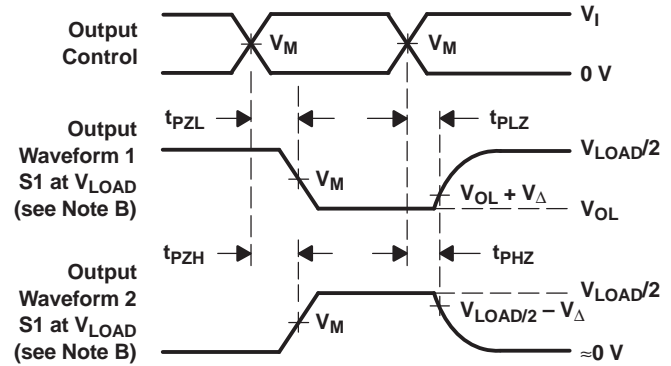 Output
Control
V_M
V_M
V_I
0 V
t_PZL
t_PLZ
Output
Waveform 1
S1 at V_LOAD
(see Note B)
V_M
V_LOAD/2
V_OL + V_Δ
V_OL
t_PZH
t_PHZ
Output
Waveform 2
S1 at V_LOAD
(see Note B)
V_M
V_LOAD/2
V_LOAD/2 – V_Δ
≈0 V